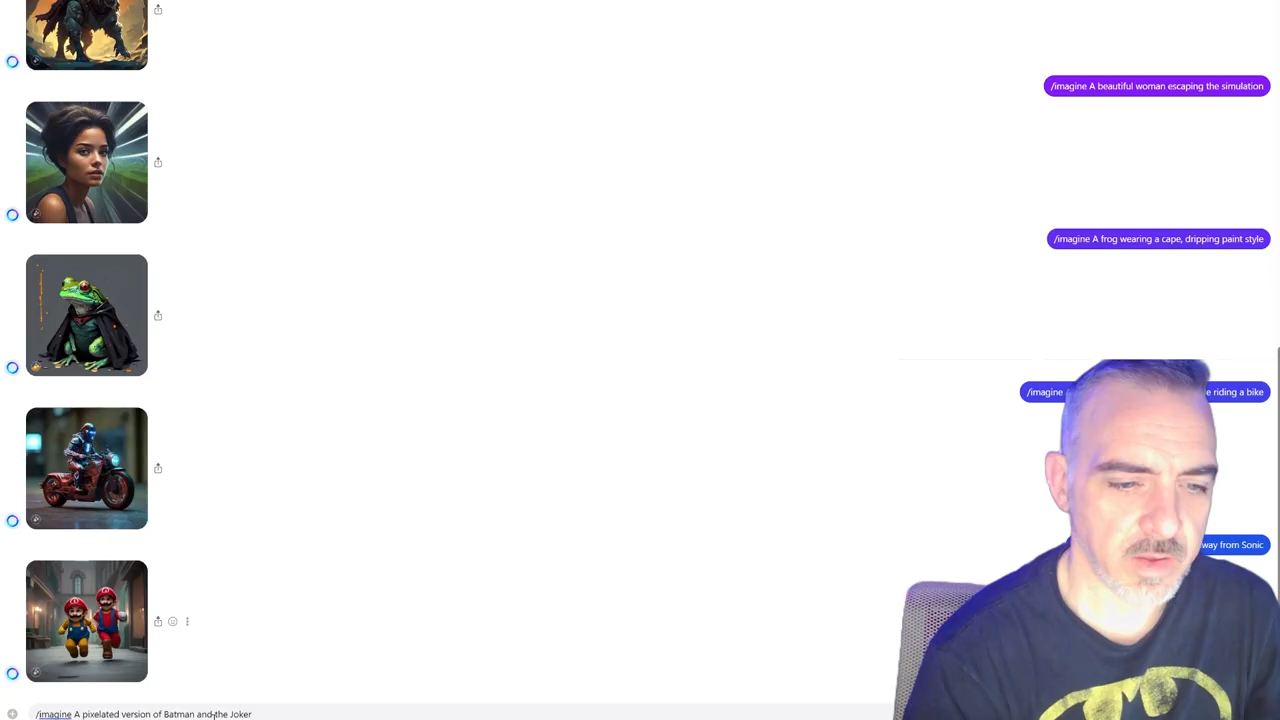 /imagine A beautiful woman escaping the simulation
/imagine A frog wearing a cape, dripping paint style
/imagine
riding a bike
way from Sonic
/imagine A pixelated version of Batman and the Joker